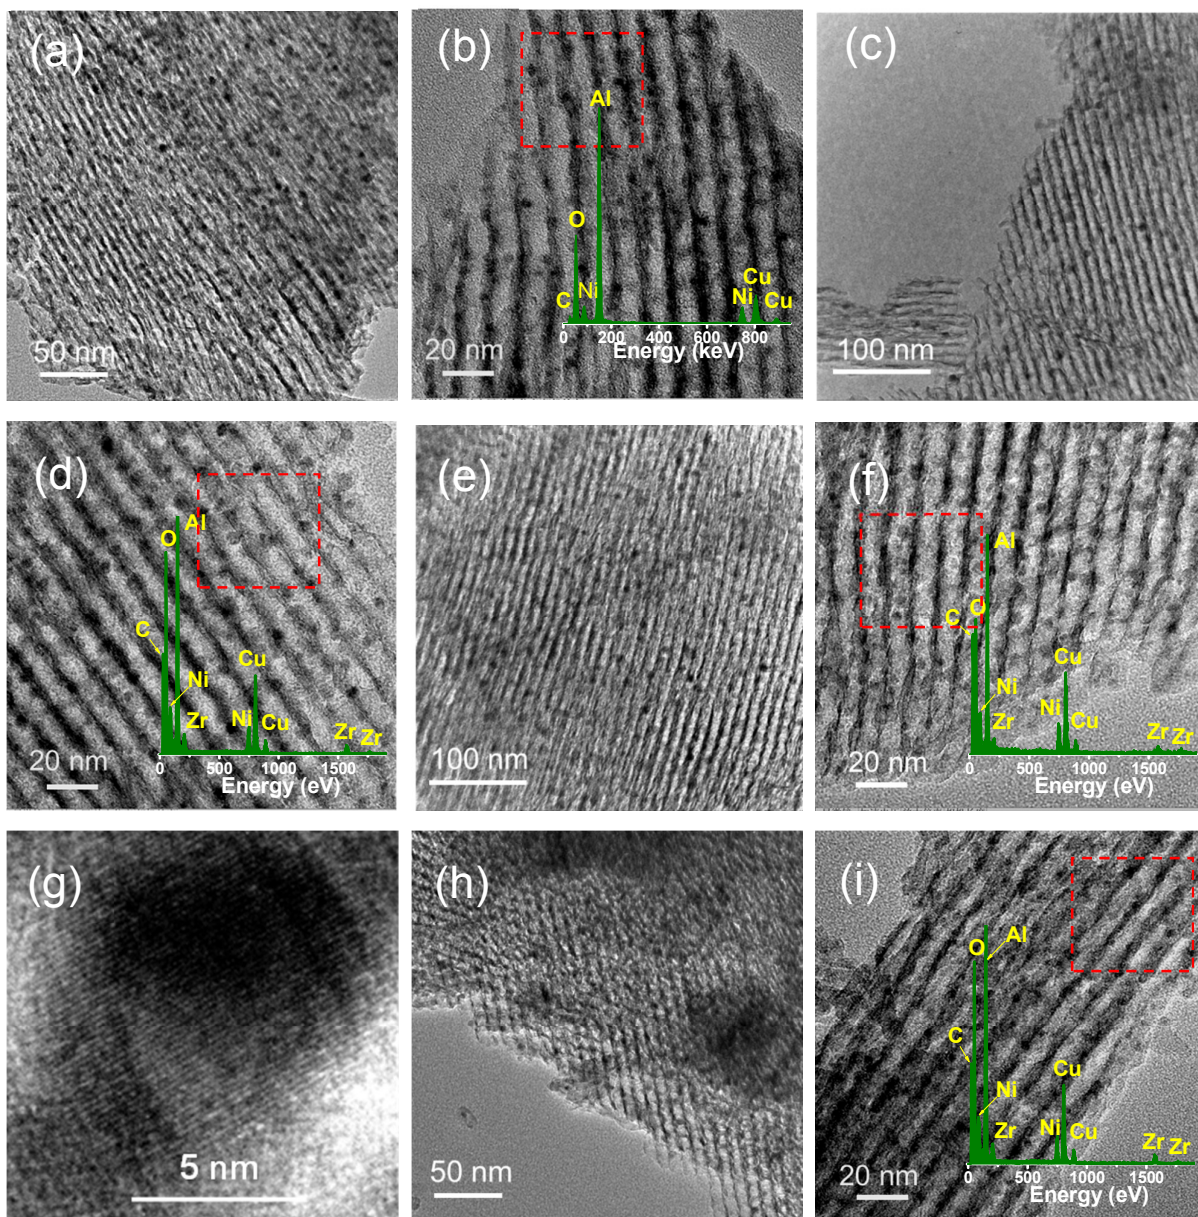 (a)
50 nm
(b)
Al
O
C
Ni
Cu
Ni
Cu
0 200 400 600 800
Energy (keV)
20 nm
(c)
100 nm
(d)
Al
O
C
Ni
Zr
Cu
Ni
Cu
Zr
Zr
0 500 1000 1500
Energy (eV)
20 nm
(e)
100 nm
(f)
Al
O
C
Ni
Zr
Cu
Ni
Cu
Zr
Zr
0 500 1000 1500
Energy (eV)
20 nm
(g)
5 nm
(h)
50 nm
(i)
O
Al
C
Ni
Zr
Cu
Ni
Cu
Zr
Zr
0 500 1000 1500
Energy (eV)
20 nm